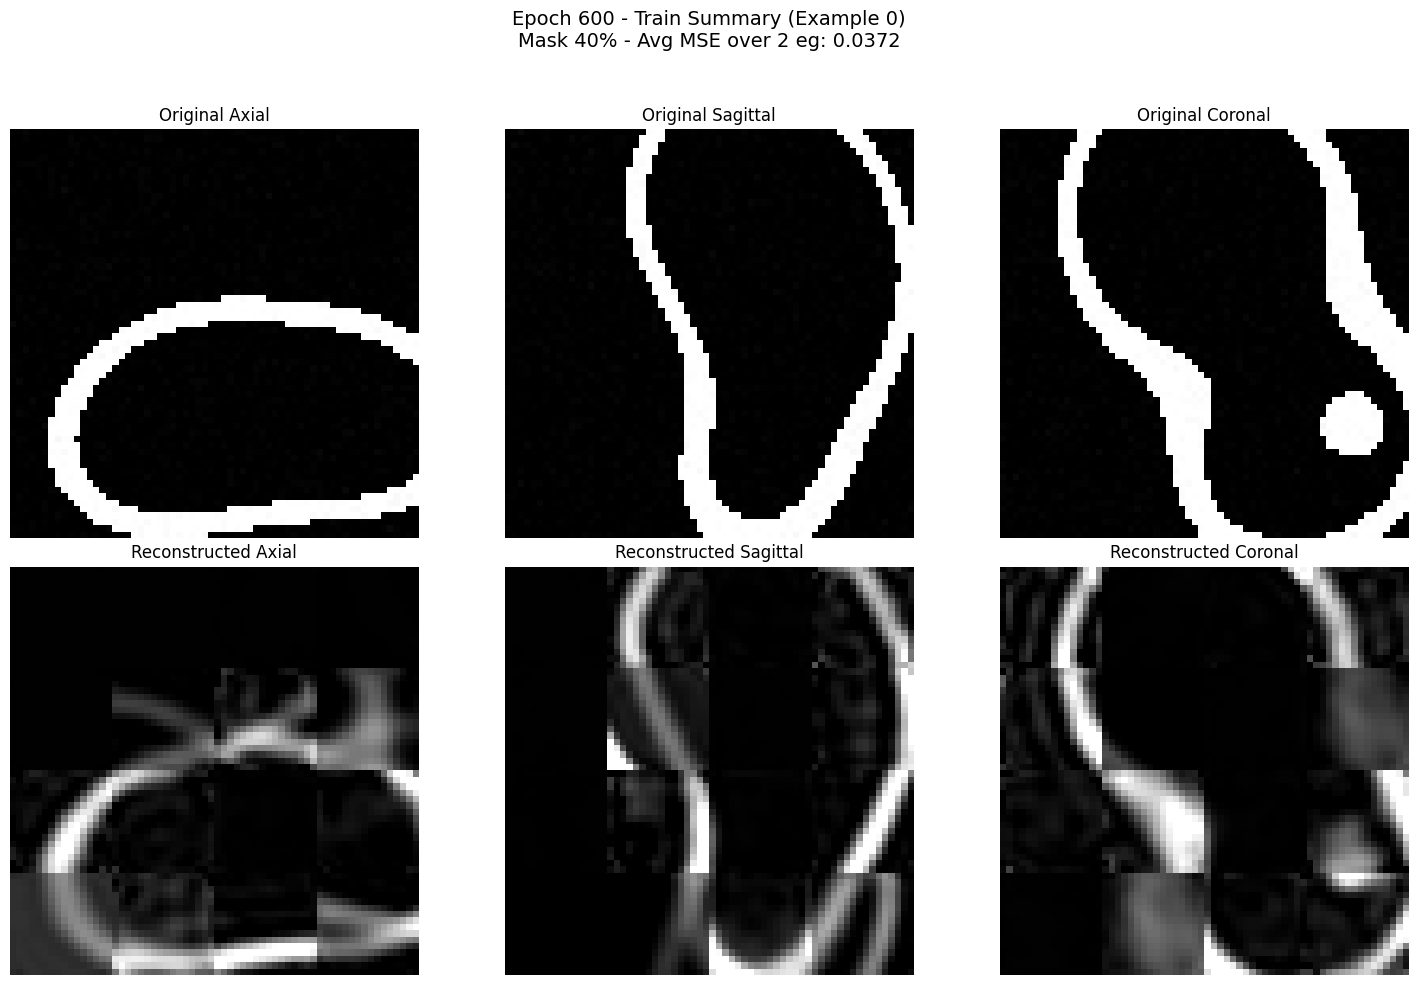 Epoch 600 - Train Summary (Example 0)
Mask 40% - Avg MSE over 2 eg: 0.0372
Original Axial
Original Sagittal
Original Coronal
Reconstructed Axial
Reconstructed Sagittal
Reconstructed Coronal